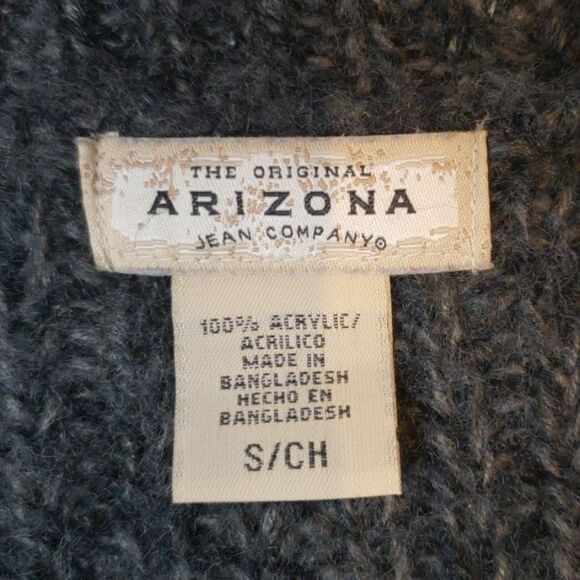 THE ORIGINAL
ARIZONA
JEAN COMPANY®
100% ACRYLIC/
ACRILICO
MADE IN
BANGLADESH
HECHO EN
BANGLADESH
S/CH